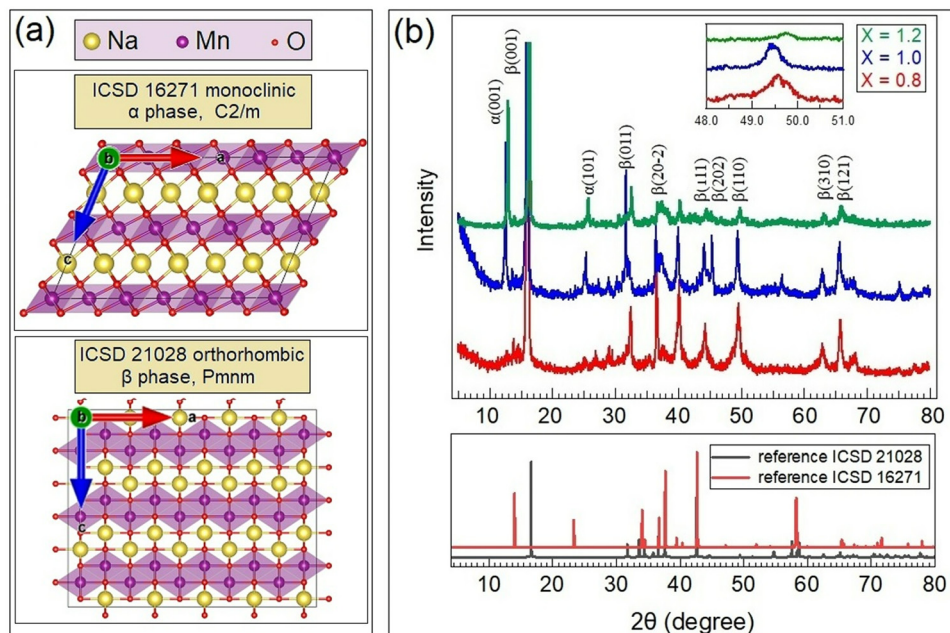 (a)
Na Mn O
ICSD 16271 monoclinic
α phase, C2/m
b
a
c
ICSD 21028 orthorhombic
β phase, Pmnm
b
a
c
(b)
Intensity
α(001)
β(001)
α(101)
β(011)
β(20-2)
β(111)
β(202)
β(110)
β(310)
β(121)
48.0 49.0 50.0 51.0
X = 1.2
X = 1.0
X = 0.8
10 20 30 40 50 60 70 80
reference ICSD 21028
reference ICSD 16271
10 20 30 40 50 60 70 80
2θ (degree)